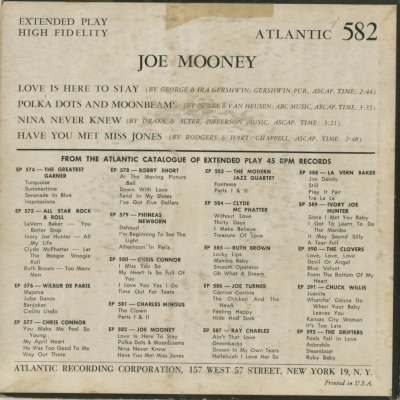 EXTENDED PLAY
HIGH FIDELITY
ATLANTIC 582
JOE MOONEY
LOVE IS HERE TO STAY (BY GEORGE & IRA GERSHWIN; GERSHWIN PUB., ASCAP. TIME: 2:44)
POLKA DOTS AND MOONBEAMS (BY BURKE & VAN HEUSEN; ABC MUSIC, ASCAP. TIME: 3:35)
NINA NEVER KNEW (BY DRAKE & ALTER, JEFFERSON MUSIC, ASCAP. TIME: 3:21)
HAVE YOU MET MISS JONES (BY RODGERS & HART; CHAPPELL, ASCAP. TIME: 2:48)
FROM THE ATLANTIC CATALOGUE OF EXTENDED PLAY 45 RPM RECORDS
EP 574 — THE GREATEST
GARNER
Turquoise
Summertime
Serenade In Blue
Impressions
EP 575 — ALL STAR ROCK &
ROLL
LaVern Baker — You
Better Stop
Ivory Joe Hunter — All
My Life
Clyde McPhatter — Let
The Boogie Woogie
Roll
Ruth Brown — Too Many
Men
EP 576 — WILBUR DE PARIS
Majorca
Juba Dance
Banjoker
Cielito Lindo
EP 577 — CHRIS CONNOR
You Make Me Feel So
Young
My April Heart
He Was Too Good To Me
Way Out There
EP 578 — BOBBY SHORT
At The Moving Picture
Ball
Down With Love
Sand In My Shoes
I've Got Five Dollars
EP 579 — PHINEAS
NEWBORN
Dahoud
I'm Beginning To See The
Light
Afternoon In Paris
EP 580 — CHRIS CONNOR
I Miss You So
My Heart Is So Full Of
You
I Love You Yes I Do
Time Out For Tears
EP 581 — CHARLES MINGUS
The Clown
Parts I & II
EP 582 — JOE MOONEY
Love Is Here To Stay
Polka Dots & Moonbeams
Nina Never Knew
Have You Met Miss Jones
EP 583 — THE MODERN
JAZZ QUARTET
Fontessa
Parts I & II
EP 584 — CLYDE
MC PHATTER
Without Love
Thirty Days
I Make Believe
Treasure Of Love
EP 585 — RUTH BROWN
Lucky Lips
Mambo Baby
Smooth Operator
Oh What A Dream
EP 586 — JOE TURNER
Corrine Corrina
The Chicken And The
Hawk
Feeling Happy
Hide And Seek
EP 587 — RAY CHARLES
Ain't That Love
Greenbacks
Drown In My Own Tears
Hallelujah I Love Her So
EP 588 — LA VERN BAKER
Jim Dandy
Still
Play It Fair
Tra La La
EP 589 — IVORY JOE
HUNTER
Since I Met You Baby
I Got To Learn To Do
The Mambo
It May Sound Silly
A Tear Fell
EP 590 — THE CLOVERS
Love, Love, Love
Devil Or Angel
Blue Velvet
From The Bottom Of My
Heart
EP 591 — CHUCK WILLIS
Juanita
Whatcha' Gonna Do
When Your Baby
Leaves You
Kansas City Woman
It's Too Late
EP 592 — THE DRIFTERS
Fools Fall In Love
Adorable
Steamboat
Ruby Baby
ATLANTIC RECORDING CORPORATION, 157 WEST 57 STREET, NEW YORK 19, N. Y.
Printed in U.S.A.